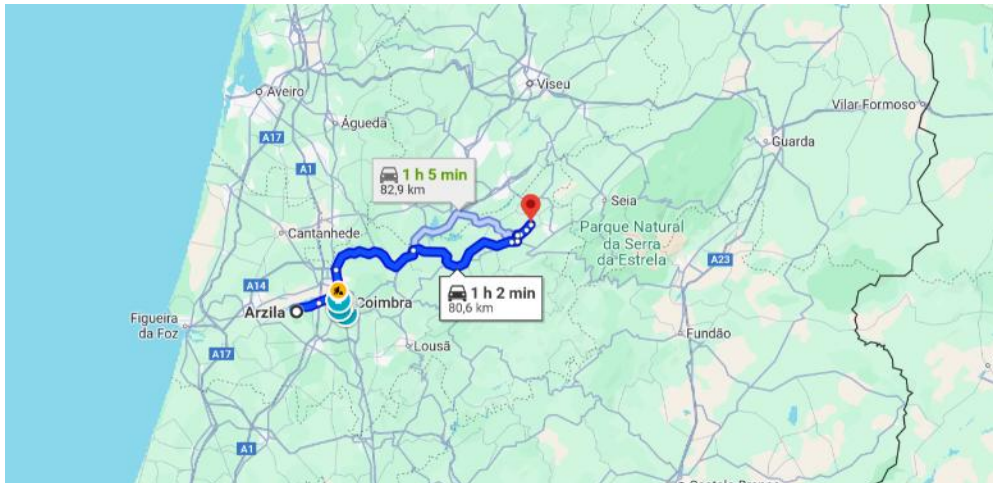 Viseu
Aveiro
Vilar Formoso
Águeda
A17
Guarda
A1
1 h 5 min
82,9 km
Seia
Parque Natural
da Serra
da Estrela
Cantanhede
A23
A14
1 h 2 min
80,6 km
Coimbra
Arzila
Figueira
da Foz
Fundão
Lousã
A17
A1